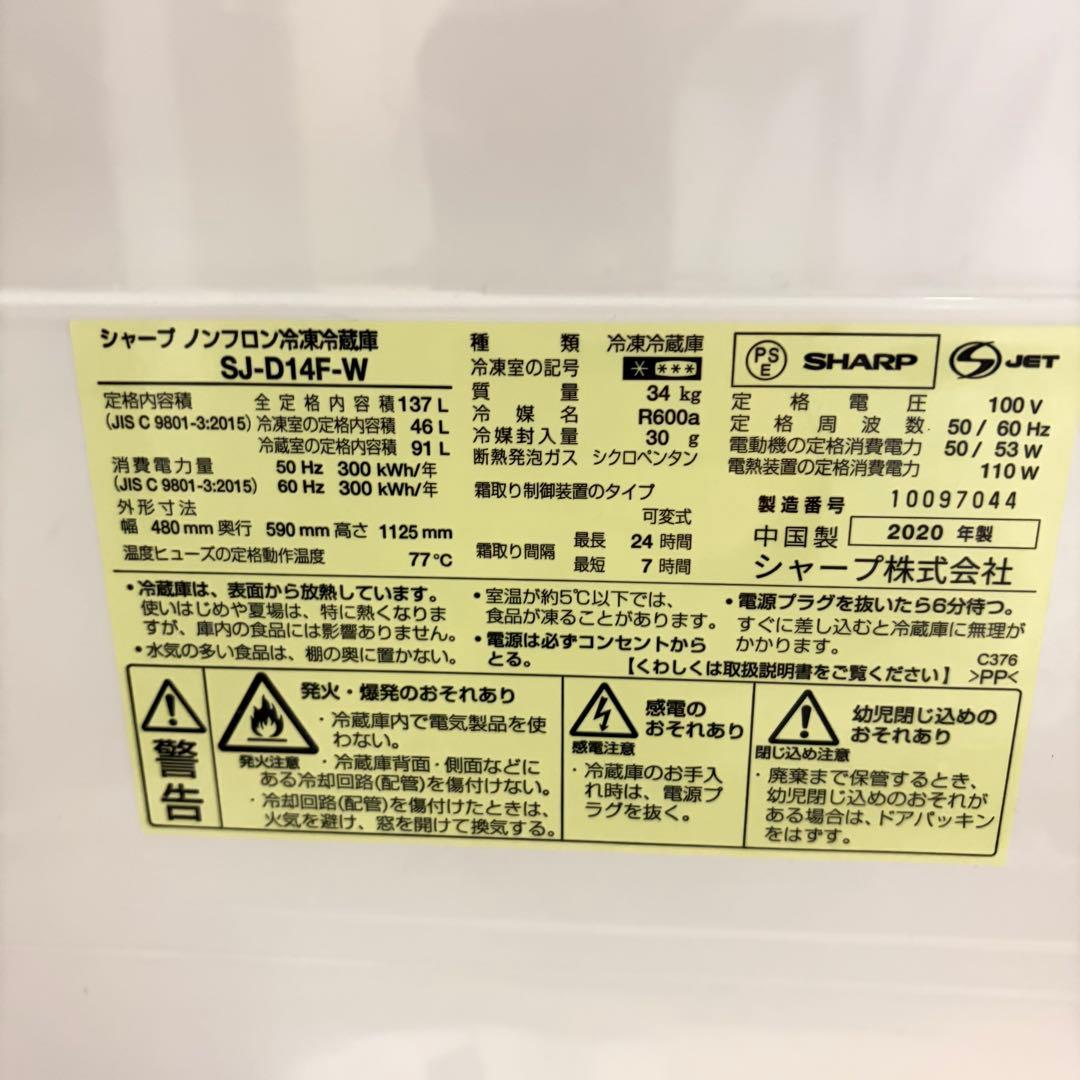 シャープ ノンフロン冷凍冷蔵庫
SJ-D14F-W
定格内容積 全定格内容積 137 L
(JIS C 9801-3:2015) 冷凍室の定格内容積 46 L
冷蔵室の定格内容積 91 L
消費電力量 50 Hz 300 kWh/年
(JIS C 9801-3:2015) 60 Hz 300 kWh/年
外形寸法
幅 480 mm 奥行 590 mm 高さ 1125 mm
温度ヒューズの定格動作温度 77℃
種類 冷凍冷蔵庫
冷凍室の記号 * ***
質量 34 kg
冷媒名 R600a
冷媒封入量 30 g
断熱発泡ガス シクロペンタン
霜取り制御装置のタイプ
可変式
霜取り間隔 最長 24 時間
最短 7 時間
PSE SHARP S JET
定格電圧 100 V
定格周波数 50 / 60 Hz
電動機の定格消費電力 50 / 53 W
電熱装置の定格消費電力 110 W
製造番号 10097044
中国製 2020 年製
シャープ株式会社
・冷蔵庫は、表面から放熱しています。
使いはじめや夏場は、特に熱くなりま
すが、庫内の食品には影響ありません。
・水気の多い食品は、棚の奥に置かない。
・室温が約5℃以下では、
食品が凍ることがあります。
・電源は必ずコンセントから
とる。
・電源プラグを抜いたら6分待つ。
すぐに差し込むと冷蔵庫に無理が
かかります。
【くわしくは取扱説明書をご覧ください】
C376
>PP<
警告
発火・爆発のおそれあり
発火注意
・冷蔵庫内で電気製品を使
わない。
・冷蔵庫背面・側面などに
ある冷却回路(配管)を傷付けない。
・冷却回路(配管)を傷付けたときは、
火気を避け、窓を開けて換気する。
感電の
おそれあり
感電注意
・冷蔵庫のお手入
れ時は、電源プ
ラグを抜く。
幼児閉じ込めの
おそれあり
閉じ込め注意
・廃棄まで保管するとき、
幼児閉じ込めのおそれが
ある場合は、ドアパッキン
をはずす。